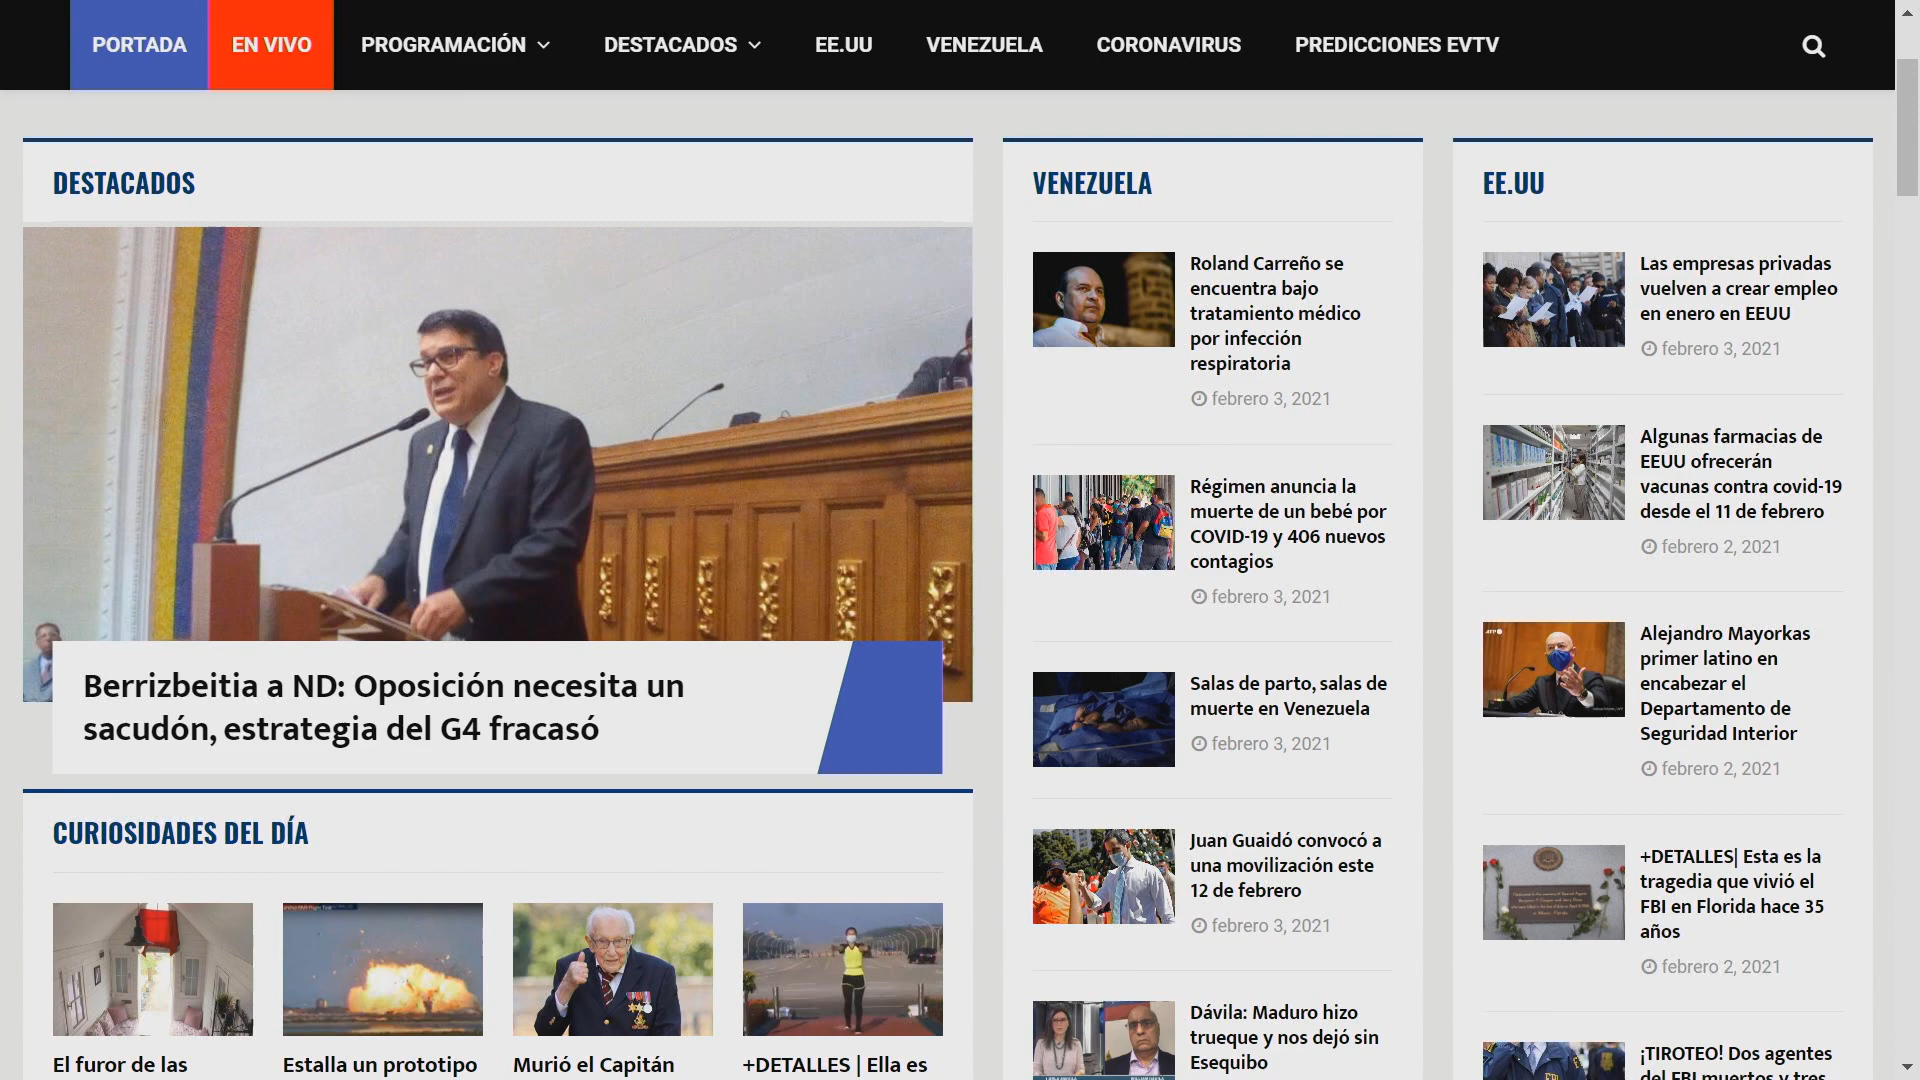 PORTADA
EN VIVO
PROGRAMACIÓN
DESTACADOS
EE.UU
VENEZUELA
CORONAVIRUS
PREDICCIONES EVTV
DESTACADOS
Berrizbeitia a ND: Oposición necesita un
sacudón, estrategia del G4 fracasó
CURIOSIDADES DEL DÍA
El furor de las
Estalla un prototipo
Murió el Capitán
+DETALLES | Ella es
VENEZUELA
Roland Carreño se
encuentra bajo
tratamiento médico
por infección
respiratoria
febrero 3, 2021
Régimen anuncia la
muerte de un bebé por
COVID-19 y 406 nuevos
contagios
febrero 3, 2021
Salas de parto, salas de
muerte en Venezuela
febrero 3, 2021
Juan Guaidó convocó a
una movilización este
12 de febrero
febrero 3, 2021
Dávila: Maduro hizo
trueque y nos dejó sin
Esequibo
EE.UU
Las empresas privadas
vuelven a crear empleo
en enero en EEUU
febrero 3, 2021
Algunas farmacias de
EEUU ofrecerán
vacunas contra covid-19
desde el 11 de febrero
febrero 2, 2021
AFP
Alejandro Mayorkas
primer latino en
encabezar el
Departamento de
Seguridad Interior
febrero 2, 2021
+DETALLES| Esta es la
tragedia que vivió el
FBI en Florida hace 35
años
febrero 2, 2021
¡TIROTEO! Dos agentes
del FBI muertos y tres